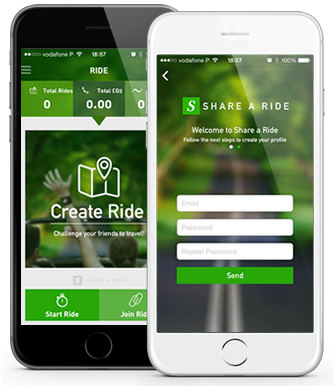 vodafone P 18:57
RIDE
Total Rides Total CO2
0 0.00 0
Create Ride
Challenge your friends to travel!
SHARE A RIDE
Start Ride Join Rid
vodafone P 18:57 100%
S SHARE A RIDE
Welcome to Share a Ride
Follow the next steps to create your profile
Email
Password
Repeat Password
Send